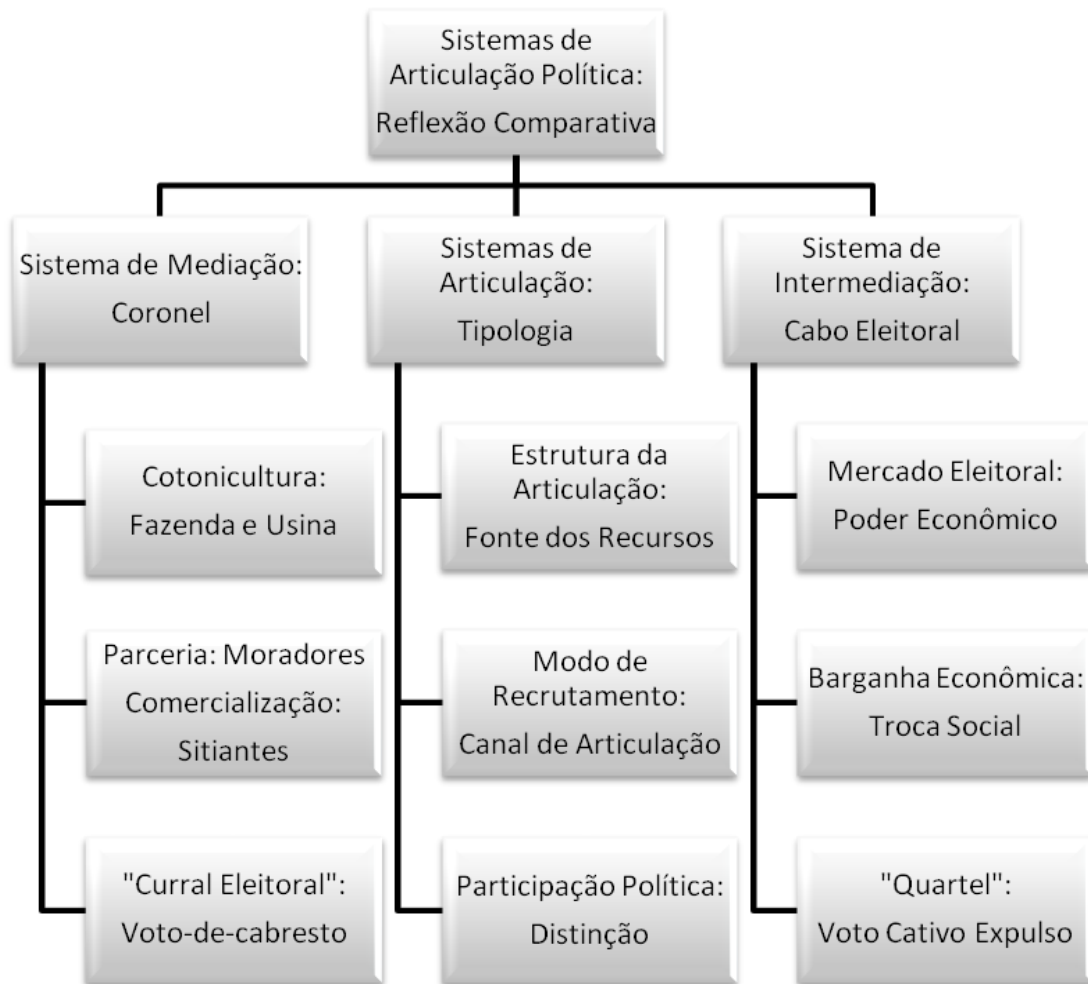 Sistemas de
Articulação Política:
Reflexão Comparativa
Sistema de Mediação:
Coronel
Cotonicultura:
Fazenda e Usina
Parceria: Moradores
Comercialização:
Sitiantes
"Curral Eleitoral":
Voto-de-cabresto
Sistemas de
Articulação:
Tipologia
Estrutura da
Articulação:
Fonte dos Recursos
Modo de
Recrutamento:
Canal de Articulação
Participação Política:
Distinção
Sistema de
Intermediação:
Cabo Eleitoral
Mercado Eleitoral:
Poder Econômico
Barganha Econômica:
Troca Social
"Quartel":
Voto Cativo Expulso